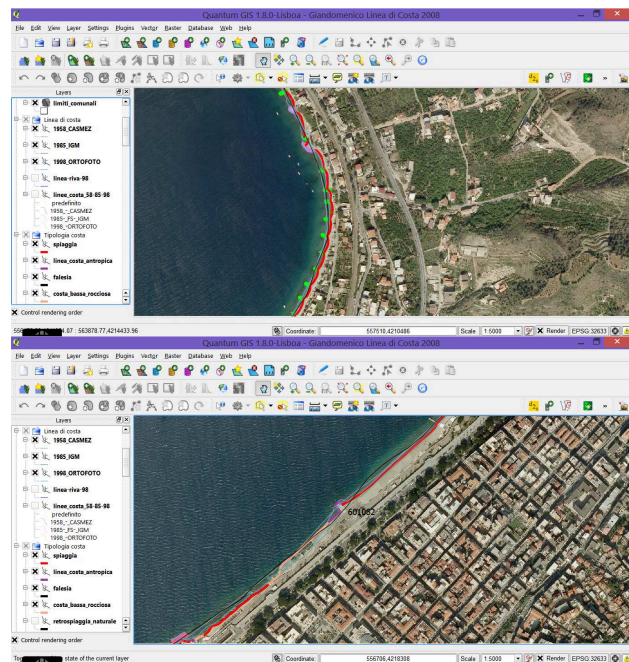 Quantum GIS 1.8.0-Lisboa - Giandomenico Linea di Costa 2008
File Edit View Layer Settings Plugins Vector Raster Database Web Help
Layers
limiti_comunali
Linea di costa
1958_CASMEZ
1985_IGM
1998_ORTOFOTO
linea-riva-98
linee_costa_58-85-98
predefinito
1958_-_CASMEZ
1985-_FS-_IGM
1998_-ORTOFOTO
Tipologia costa
spiaggia
linea_costa_antropica
falesia
costa_bassa_rocciosa
Control rendering order
: 563878.77,4214433.96 Coordinate: 557510,4210486 Scale 1:5000 Render EPSG:32633
Quantum GIS 1.8.0-Lisboa - Giandomenico Linea di Costa 2008
File Edit View Layer Settings Plugins Vector Raster Database Web Help
Layers
Linea di costa
1958_CASMEZ
1985_IGM
1998_ORTOFOTO
linea-riva-98
linee_costa_58-85-98
predefinito
1958_-_CASMEZ
1985-_FS-_IGM
1998_-ORTOFOTO
Tipologia costa
spiaggia
linea_costa_antropica
falesia
costa_bassa_rocciosa
retrospiaggia_naturale
601082
Control rendering order
state of the current layer Coordinate: 556706,4218308 Scale 1:5000 Render EPSG:32633